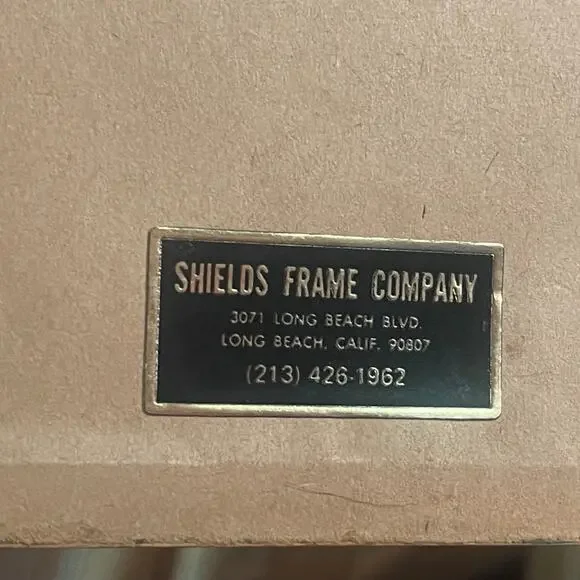 SHIELDS FRAME COMPANY
3071 LONG BEACH BLVD.
LONG BEACH, CALIF. 90807
(213) 426-1962